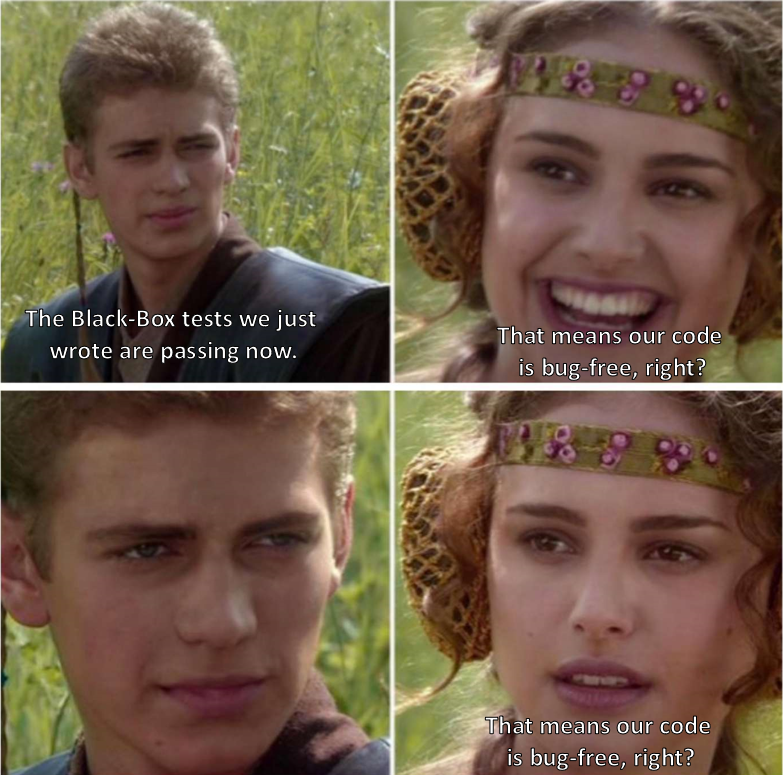 The Black-Box tests we just
wrote are passing now.
That means our code
is bug-free, right?
That means our code
is bug-free, right?